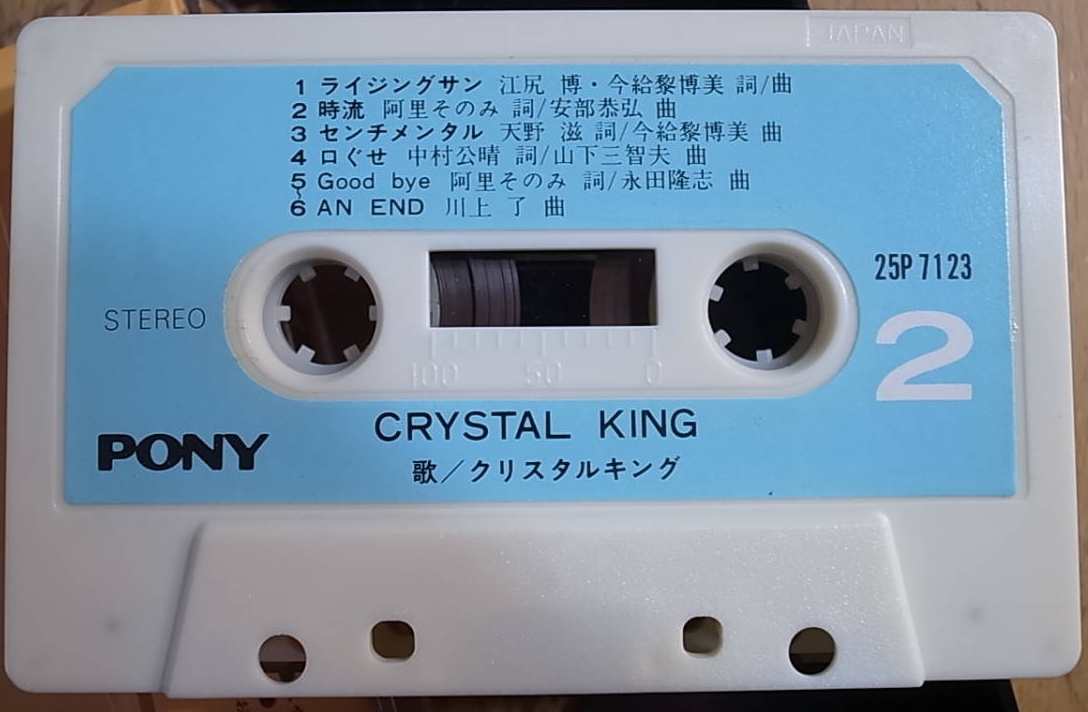 JAPAN
1 ライジングサン 江尻 博・今給黎博美 詞/曲
2 時流 阿里そのみ 詞/安部恭弘 曲
3 センチメンタル 天野 滋 詞/今給黎博美 曲
4 口ぐせ 中村公晴 詞/山下三智夫 曲
5 Good bye 阿里そのみ 詞/永田隆志 曲
〜
6 AN END 川上 了 曲
25P7123
STEREO
2
100 50 0
CRYSTAL KING
PONY
歌/クリスタルキング